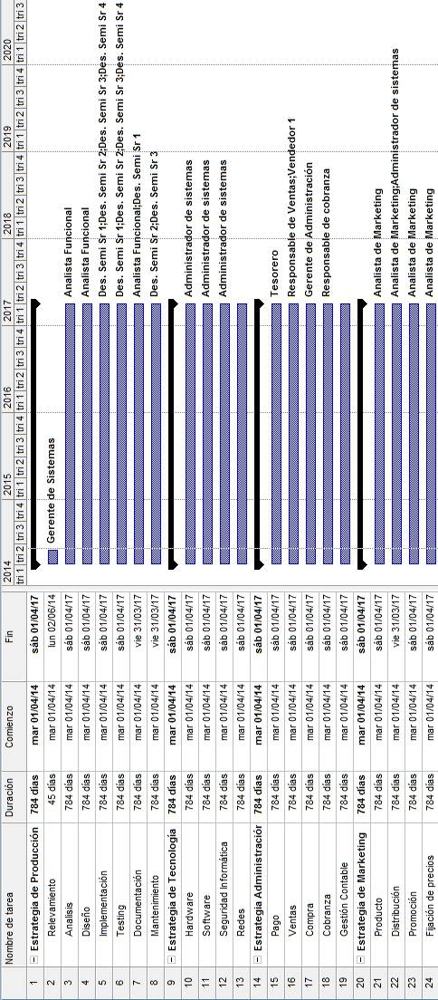 Nombre de tarea Duración Comienzo Fin 2014 2015 2016 2017 2018 2019 2020
tri 1 tri 2 tri 3 tri 4 tri 1 tri 2 tri 3 tri 4 tri 1 tri 2 tri 3 tri 4 tri 1 tri 2 tri 3 tri 4 tri 1 tri 2 tri 3 tri 4 tri 1 tri 2 tri 3 tri 4 tri 1 tri 2 tri 3
1 Estrategia de Producción 784 días mar 01/04/14 sáb 01/04/17
2 Relevamiento 45 días mar 01/04/14 lun 02/06/14 Gerente de Sistemas
3 Analisis 784 días mar 01/04/14 sáb 01/04/17 Analista Funcional
4 Diseño 784 días mar 01/04/14 sáb 01/04/17 Analista Funcional
5 Implementación 784 días mar 01/04/14 sáb 01/04/17 Des. Semi Sr 1;Des. Semi Sr 2;Des. Semi Sr 3;Des. Semi Sr 4
6 Testing 784 días mar 01/04/14 sáb 01/04/17 Des. Semi Sr 1;Des. Semi Sr 2;Des. Semi Sr 3;Des. Semi Sr 4
7 Documentación 784 días mar 01/04/14 vie 31/03/17 Analista Funcional;Des. Semi Sr 1
8 Mantenimiento 784 días mar 01/04/14 vie 31/03/17 Des. Semi Sr 2;Des. Semi Sr 3
9 Estrategia de Tecnología 784 días mar 01/04/14 sáb 01/04/17
10 Hardware 784 días mar 01/04/14 sáb 01/04/17 Administrador de sistemas
11 Software 784 días mar 01/04/14 sáb 01/04/17 Administrador de sistemas
12 Seguridad Informática 784 días mar 01/04/14 sáb 01/04/17 Administrador de sistemas
13 Redes 784 días mar 01/04/14 sáb 01/04/17
14 Estrategia Administración 784 días mar 01/04/14 sáb 01/04/17
15 Pago 784 días mar 01/04/14 sáb 01/04/17 Tesorero
16 Ventas 784 días mar 01/04/14 sáb 01/04/17 Responsable de Ventas;Vendedor 1
17 Compra 784 días mar 01/04/14 sáb 01/04/17 Gerente de Administración
18 Cobranza 784 días mar 01/04/14 sáb 01/04/17 Responsable de cobranza
19 Gestión Contable 784 días mar 01/04/14 sáb 01/04/17
20 Estrategia de Marketing 784 días mar 01/04/14 sáb 01/04/17
21 Producto 784 días mar 01/04/14 sáb 01/04/17 Analista de Marketing
22 Distribución 784 días mar 01/04/14 vie 31/03/17 Analista de Marketing;Administrador de sistemas
23 Promoción 784 días mar 01/04/14 sáb 01/04/17 Analista de Marketing
24 Fijación de precios 784 días mar 01/04/14 sáb 01/04/17 Analista de Marketing